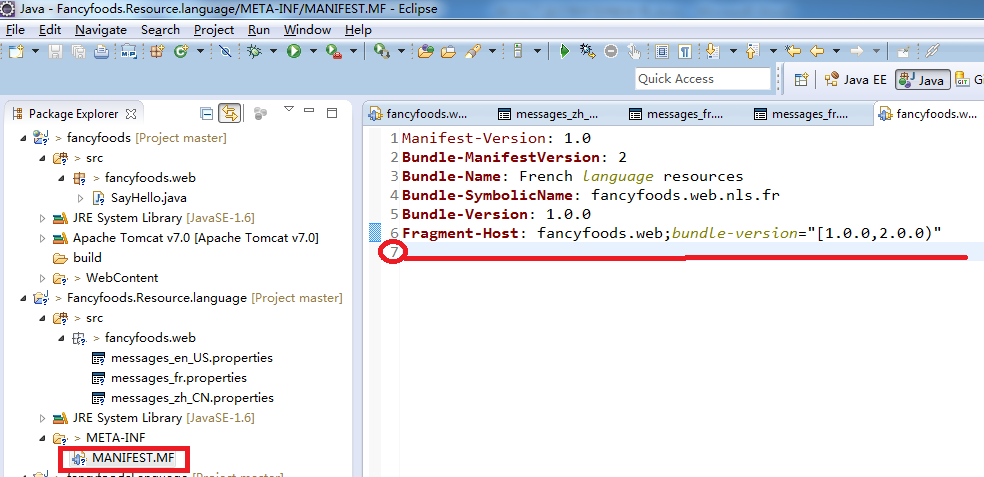 Java - Fancyfoods.Resource.language/META-INF/MANIFEST.MF - Eclipse
File Edit Navigate Search Project Run Window Help
Quick Access
Java EE
Java
Package Explorer
fancyfoods.w...
messages_zh_...
messages_fr....
messages_fr....
fancyfoods.w...
> fancyfoods [Project master]
> src
> fancyfoods.web
SayHello.java
JRE System Library [JavaSE-1.6]
Apache Tomcat v7.0 [Apache Tomcat v7.0]
build
> WebContent
> Fancyfoods.Resource.language [Project master]
> src
> fancyfoods.web
messages_en_US.properties
messages_fr.properties
messages_zh_CN.properties
JRE System Library [JavaSE-1.6]
> META-INF
MANIFEST.MF
1 Manifest-Version: 1.0
2 Bundle-ManifestVersion: 2
3 Bundle-Name: French language resources
4 Bundle-SymbolicName: fancyfoods.web.nls.fr
5 Bundle-Version: 1.0.0
6 Fragment-Host: fancyfoods.web;bundle-version="[1.0.0,2.0.0)"
7